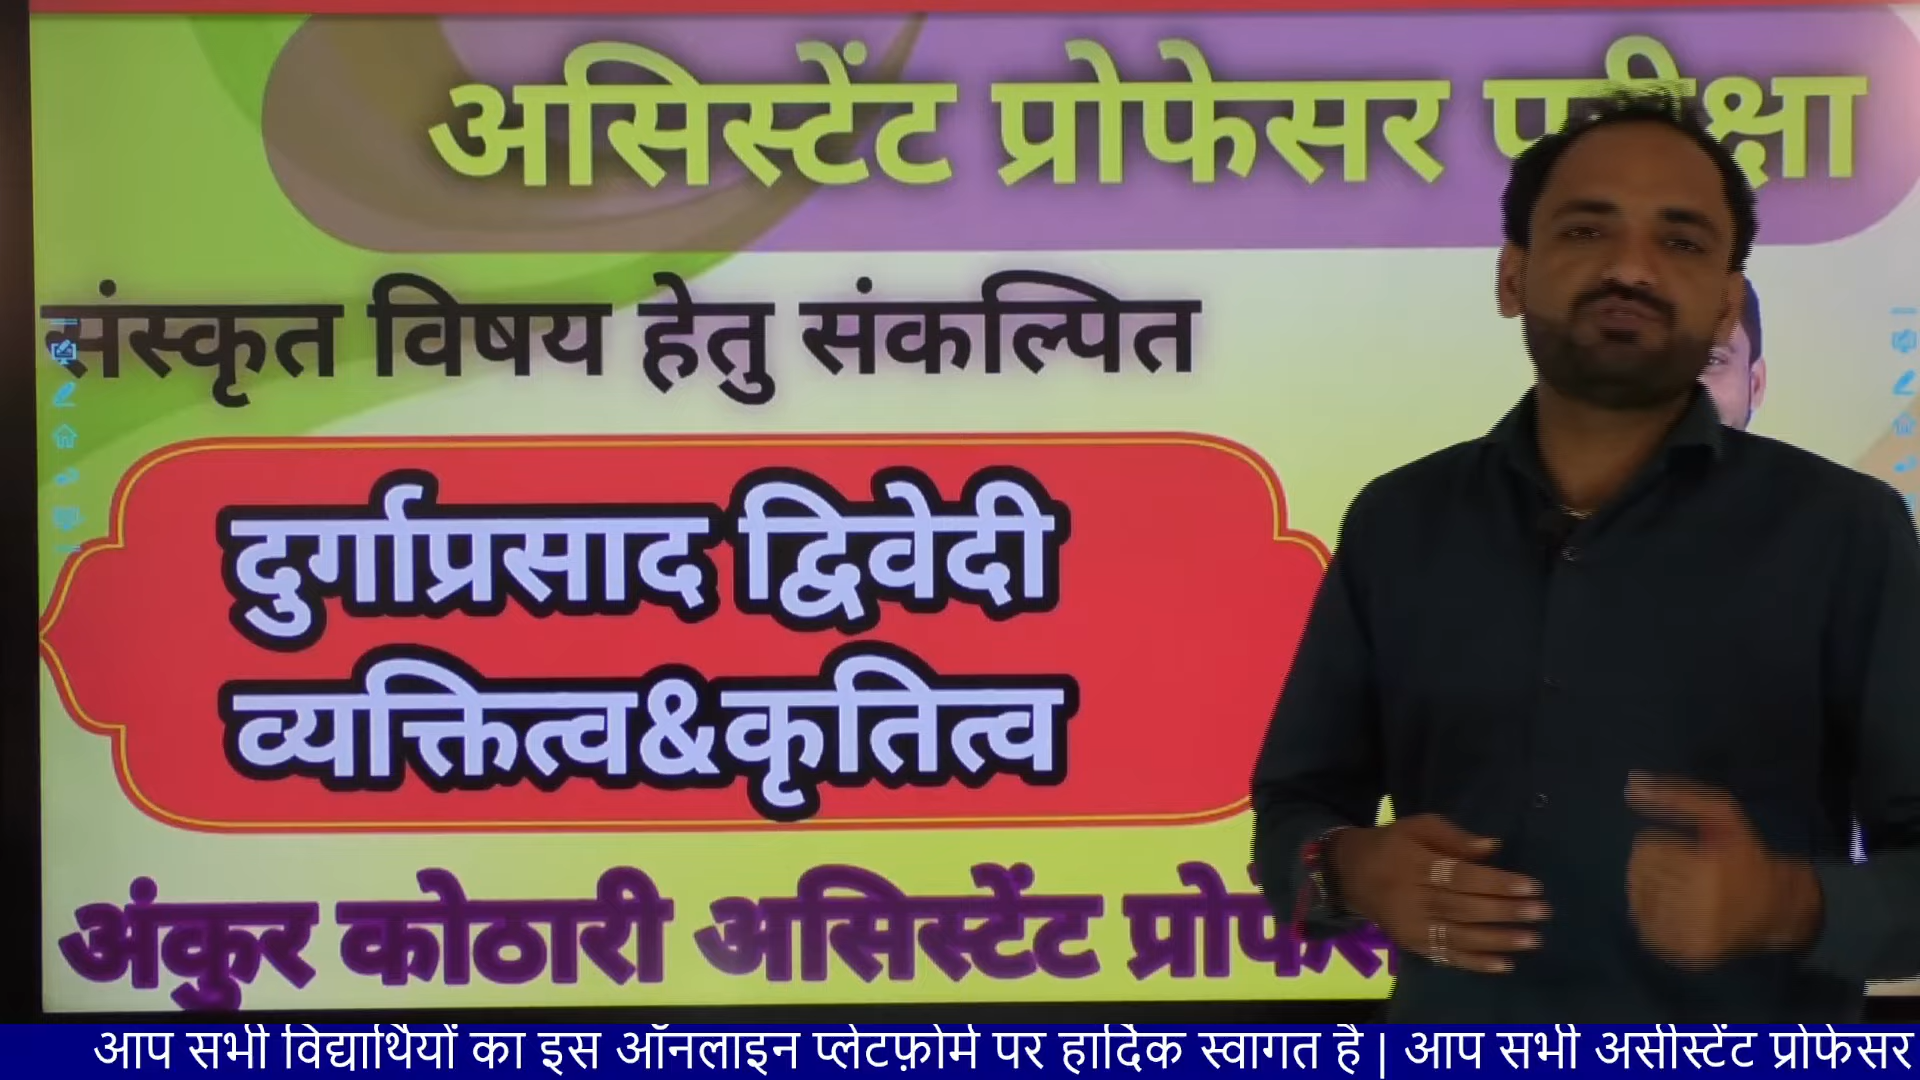 असिस्टेंट प्रोफेसर परीक्षा
संस्कृत विषय हेतु संकल्पित
दुर्गाप्रसाद द्विवेदी
व्यक्तित्व&कृतित्व
अंकुर कोठारी असिस्टेंट प्रोफेस
आप सभी विद्यार्थियों का इस ऑनलाइन प्लेटफ़ोर्म पर हार्दिक स्वागत है | आप सभी असीस्टेंट प्रोफेसर